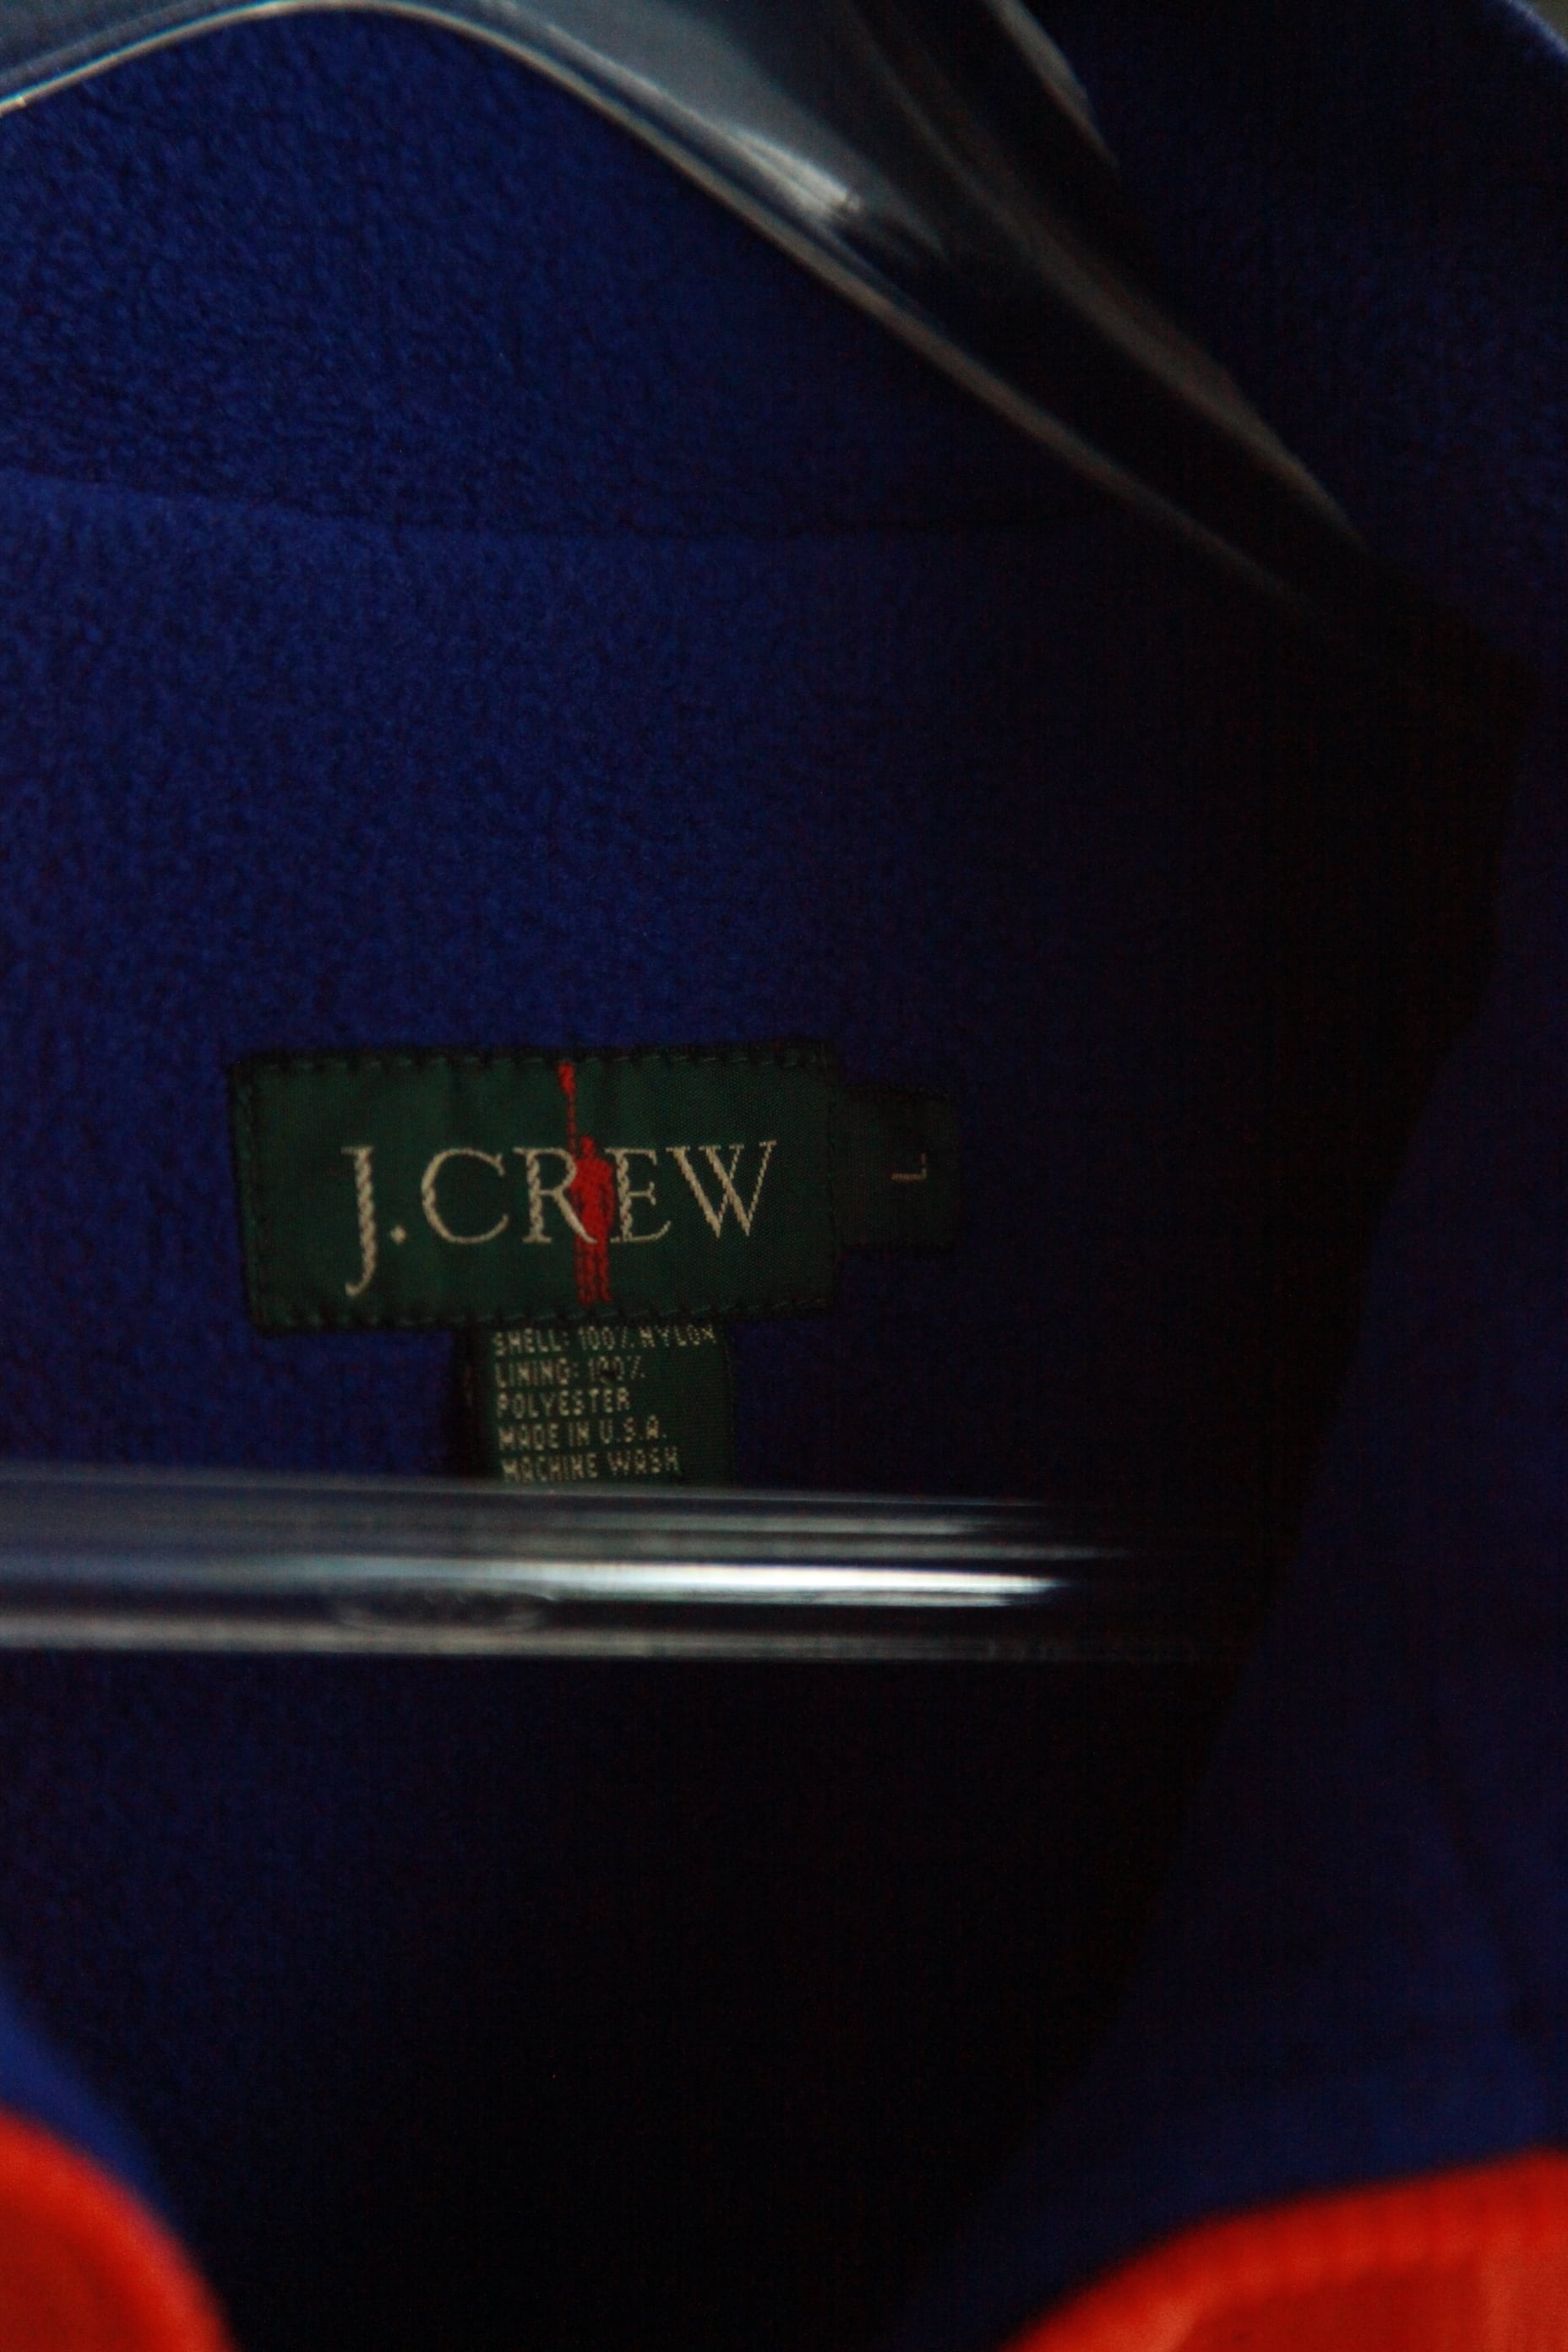 J.CREW
L
SHELL: 100% NYLON
LINING: 100%
POLYESTER
MADE IN U.S.A.
MACHINE WASH